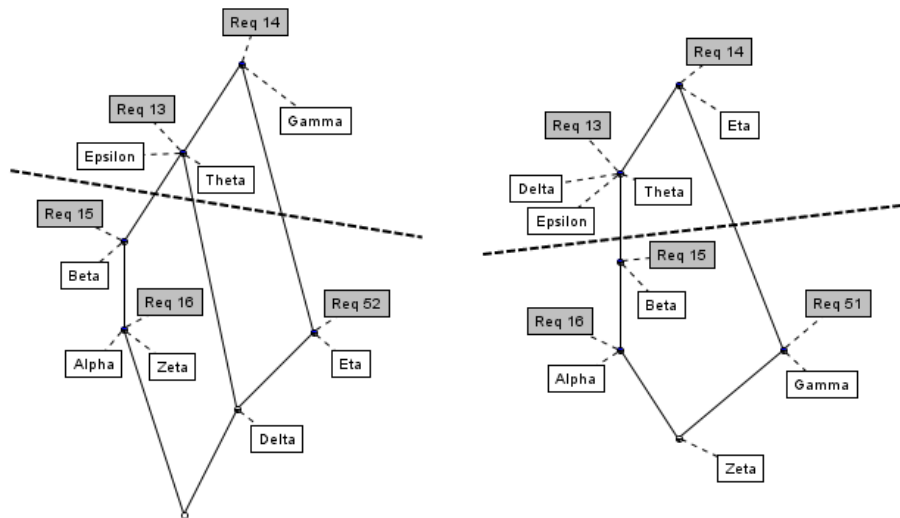 Req 14
Gamma
Req 13
Epsilon
Theta
Req 15
Beta
Req 16
Req 52
Alpha
Zeta
Eta
Delta
Req 14
Eta
Req 13
Delta
Theta
Epsilon
Req 15
Beta
Req 16
Req 51
Alpha
Gamma
Zeta